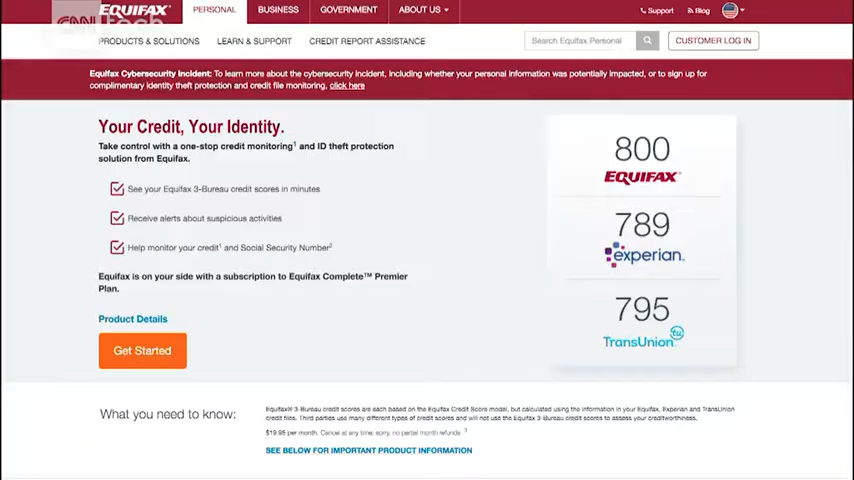 CNN tech
EQUIFAX
PERSONAL
BUSINESS
GOVERNMENT
ABOUT US
Support
Blog
PRODUCTS & SOLUTIONS
LEARN & SUPPORT
CREDIT REPORT ASSISTANCE
Search Equifax Personal
CUSTOMER LOG IN
Equifax Cybersecurity Incident: To learn more about the cybersecurity incident, including whether your personal information was potentially impacted, or to sign up for
complimentary identity theft protection and credit file monitoring, click here
Your Credit, Your Identity.
Take control with a one-stop credit monitoring1 and ID theft protection
solution from Equifax.
See your Equifax 3-Bureau credit scores in minutes
Receive alerts about suspicious activities
Help monitor your credit1 and Social Security Number2
Equifax is on your side with a subscription to Equifax Complete™ Premier
Plan.
Product Details
Get Started
800
EQUIFAX
789
experian
795
TransUnion
tu
What you need to know:
Equifax® 3-Bureau credit scores are each based on the Equifax Credit Score model, but calculated using the information in your Equifax, Experian and TransUnion
credit files. Third parties use many different types of credit scores and will not use the Equifax 3-Bureau credit scores to assess your creditworthiness.
$19.95 per month. Cancel at any time; sorry, no partial month refunds. 3
SEE BELOW FOR IMPORTANT PRODUCT INFORMATION